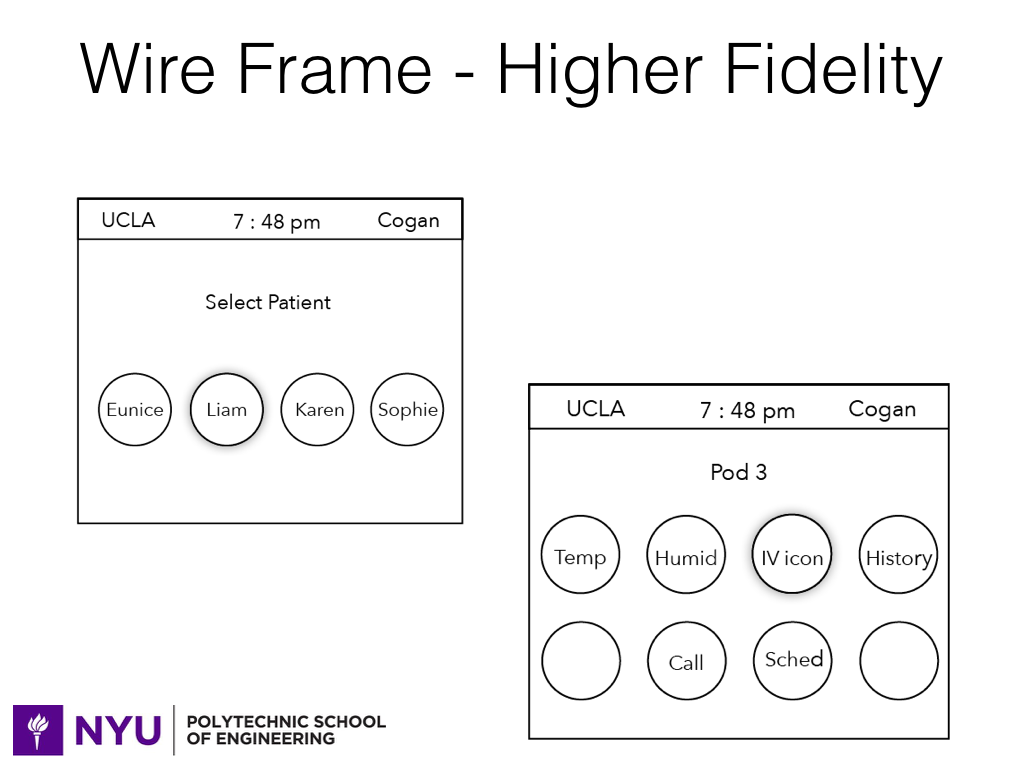 Wire Frame - Higher Fidelity
UCLA 7 : 48 pm Cogan
Select Patient
Eunice Liam Karen Sophie
UCLA 7 : 48 pm Cogan
Pod 3
Temp Humid IV icon History
Call Sched
NYU POLYTECHNIC SCHOOL
OF ENGINEERING